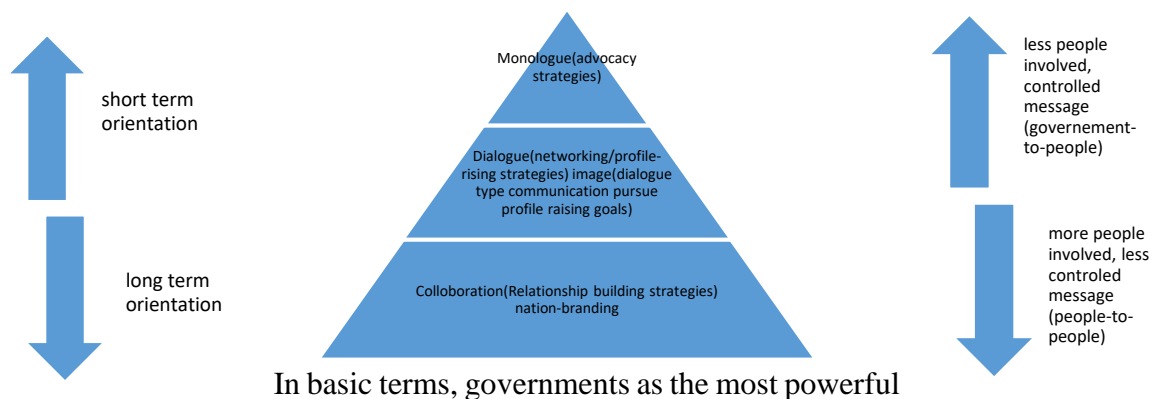 short term
orientation
long term
orientation
Monologue(advocacy
strategies)
Dialogue(networking/profile-
rising strategies) image(dialogue
type communication pursue
profile raising goals)
Colloboration(Relationship building strategies)
nation-branding
less people
involved,
controlled
message
(governement-
to-people)
more people
involved, less
controled
message
(people-to-
people)
In basic terms, governments as the most powerful